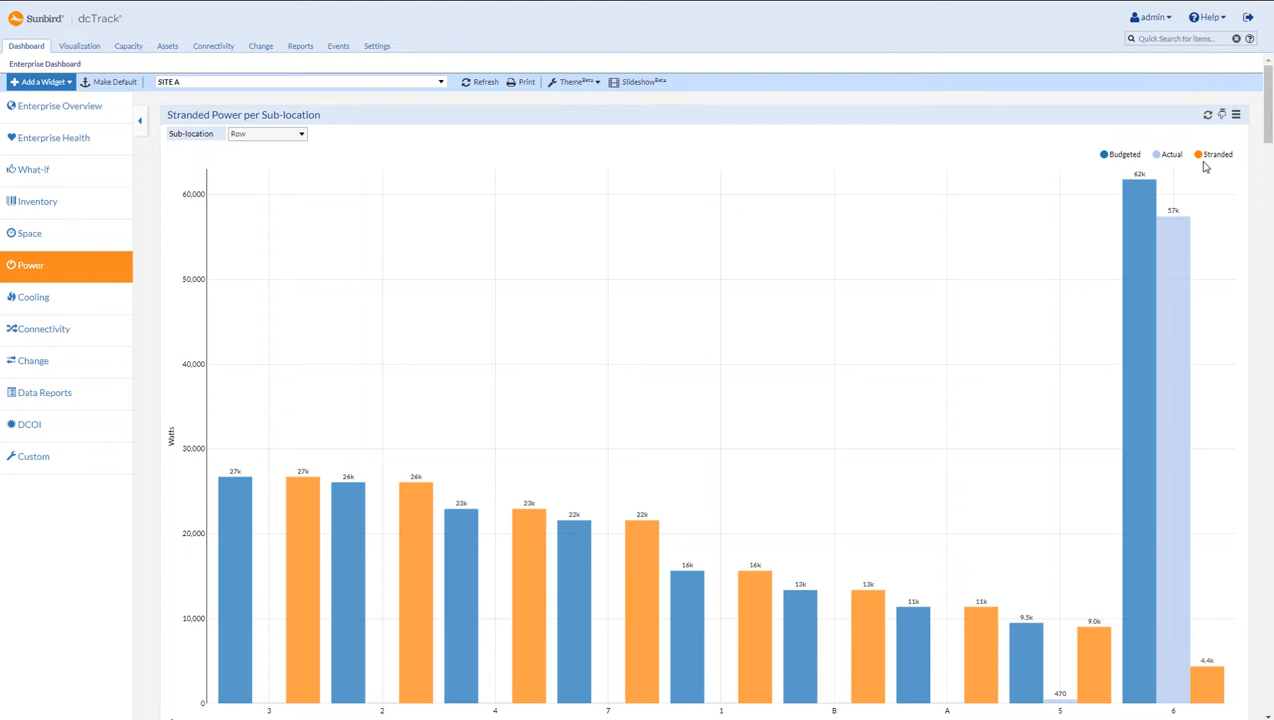 Sunbird® dcTrack®
admin Help
Quick Search for items...
Dashboard Visualization Capacity Assets Connectivity Change Reports Events Settings
Enterprise Dashboard
Add a Widget Make Default SITE A Refresh Print Theme Beta Slideshow Beta
Enterprise Overview
Enterprise Health
What-if
Inventory
Space
Power
Cooling
Connectivity
Change
Data Reports
DCOI
Custom
Stranded Power per Sub-location
Sub-location Row
Budgeted Actual Stranded
Watts
60,000
50,000
40,000
30,000
20,000
10,000
0
27k 27k 26k 26k 23k 23k 22k 22k 16k 16k 13k 13k 11k 11k 9.5k 470 9.0k 62k 57k 4.4k
3 2 4 7 1 B A 5 6